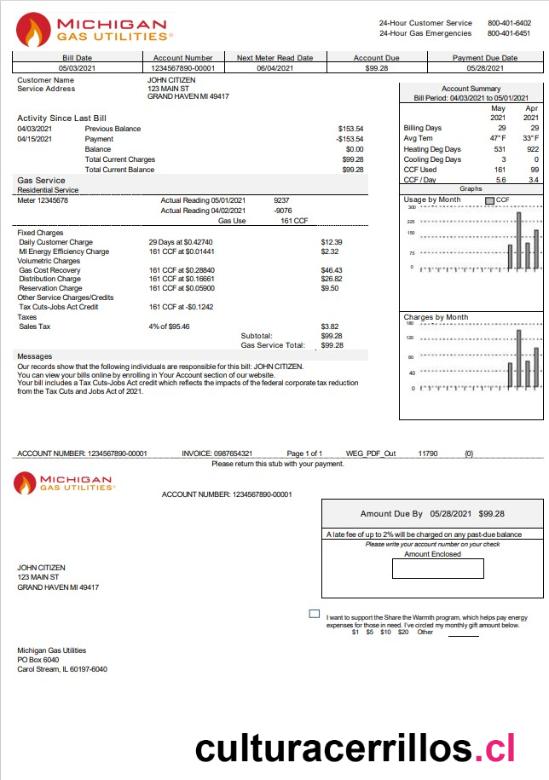 MICHIGAN
GAS UTILITIES®
24-Hour Customer Service 800-401-6402
24-Hour Gas Emergencies 800-401-6451
Bill Date Account Number Next Meter Read Date Account Due Payment Due Date
05/03/2021 1234567890-00001 06/04/2021 $99.28 05/28/2021
Customer Name JOHN CITIZEN
Service Address 123 MAIN ST
GRAND HAVEN MI 49417
Activity Since Last Bill
04/03/2021 Previous Balance $153.54
04/15/2021 Payment -$153.54
Balance $0.00
Total Current Charges $99.28
Total Current Balance $99.28
Gas Service
Residential Service
Meter 12345678 Actual Reading 05/01/2021 9237
Actual Reading 04/02/2021 -9076
Gas Use 161 CCF
Fixed Charges
Daily Customer Charge 29 Days at $0.42740 $12.39
MI Energy Efficiency Charge 161 CCF at $0.01441 $2.32
Volumetric Charges
Gas Cost Recovery 161 CCF at $0.28840 $46.43
Distribution Charge 161 CCF at $0.16661 $26.82
Reservation Charge 161 CCF at $0.05900 $9.50
Other Service Charges/Credits
Tax Cuts-Jobs Act Credit 161 CCF at -$0.1242
Taxes
Sales Tax 4% of $95.46 $3.82
Subtotal: $99.28
Gas Service Total: $99.28
Messages
Our records show that the following individuals are responsible for this bill: JOHN CITIZEN.
You can view your bills online by enrolling in Your Account section of our website.
Your bill includes a Tax Cuts-Jobs Act credit which reflects the impacts of the federal corporate tax reduction
from the Tax Cuts and Jobs Act of 2021.
Account Summary
Bill Period: 04/03/2021 to 05/01/2021
May Apr
2021 2021
Billing Days 29 29
Avg Tem 47°F 33°F
Heating Deg Days 531 922
Cooling Deg Days 3 0
CCF Used 161 99
CCF / Day 5.6 3.4
Graphs
Usage by Month CCF
300
225
150
75
0
Charges by Month
160
120
80
40
0
ACCOUNT NUMBER: 1234567890-00001 INVOICE: 0987654321 Page 1 of 1 WEG_PDF_Out 11790 {0}
Please return this stub with your payment.
MICHIGAN
GAS UTILITIES®
ACCOUNT NUMBER: 1234567890-00001
Amount Due By 05/28/2021 $99.28
A late fee of up to 2% will be charged on any past-due balance
Please write your account number on your check
Amount Enclosed
JOHN CITIZEN
123 MAIN ST
GRAND HAVEN MI 49417
I want to support the Share the Warmth program, which helps pay energy
expenses for those in need. I've circled my monthly gift amount below.
$1 $5 $10 $20 Other
Michigan Gas Utilities
PO Box 6040
Carol Stream, IL 60197-6040
culturacerrillos.cl